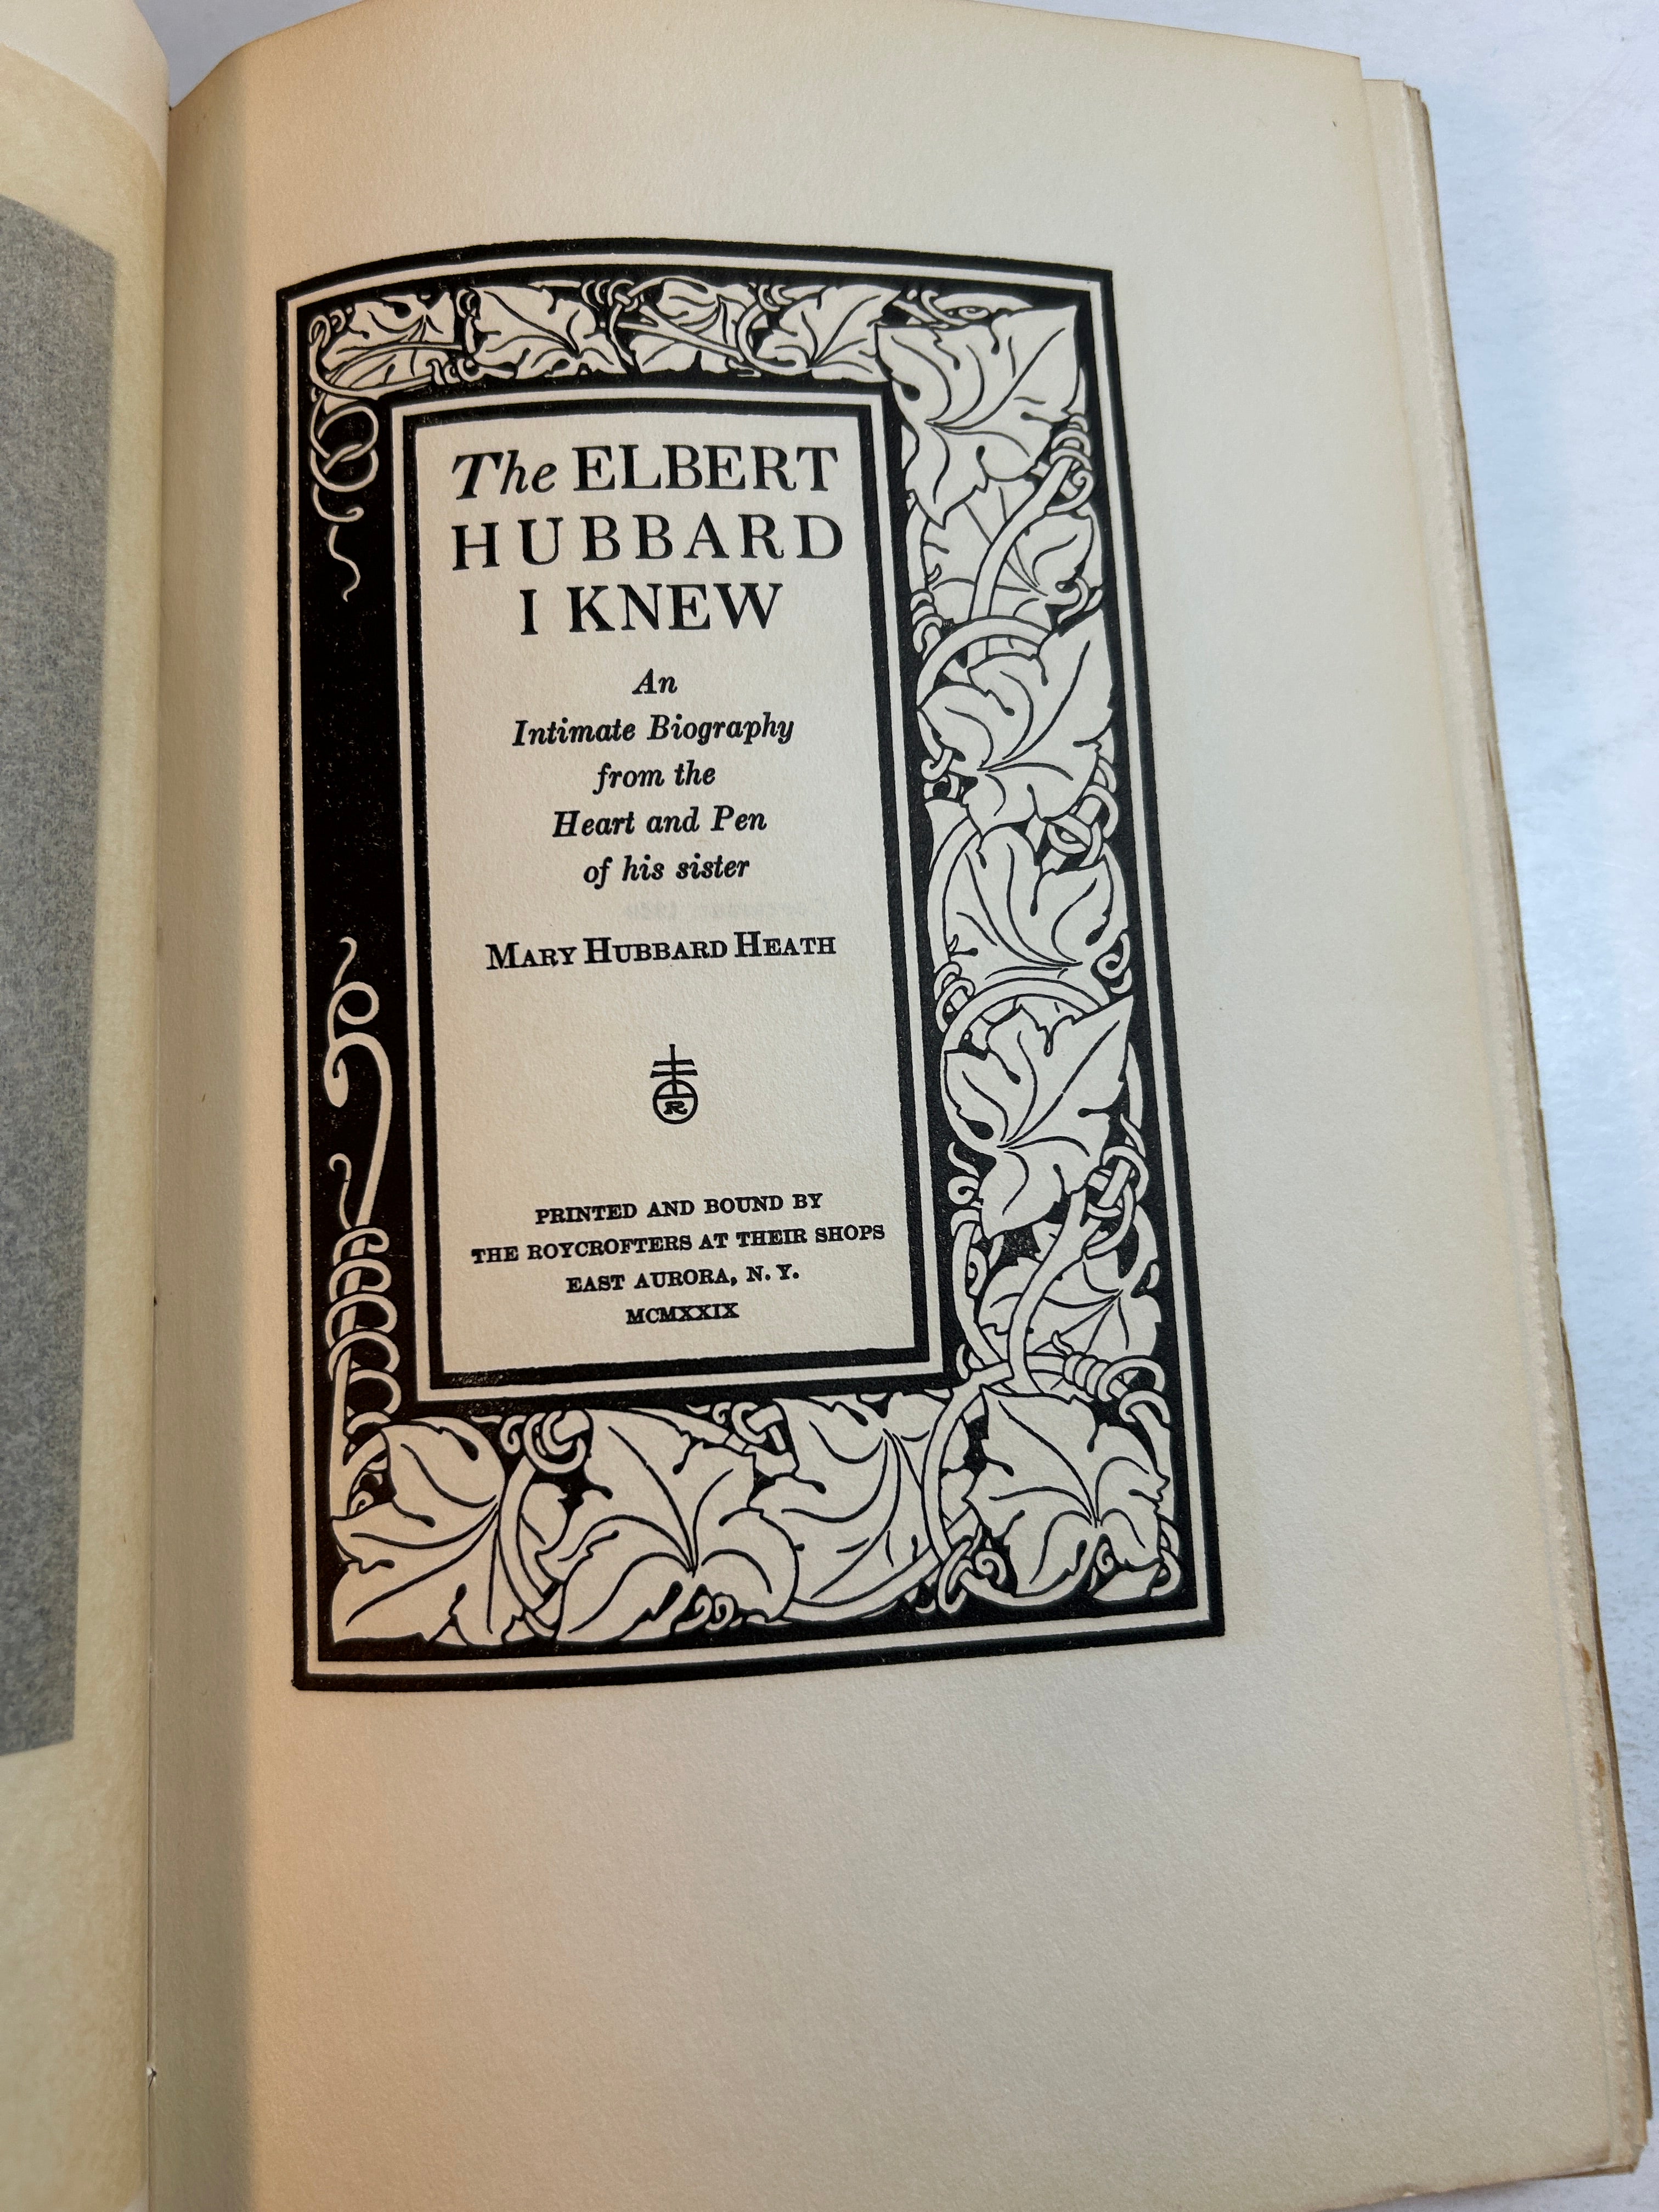 The ELBERT
HUBBARD
I KNEW
An
Intimate Biography
from the
Heart and Pen
of his sister
MARY HUBBARD HEATH
R
PRINTED AND BOUND BY
THE ROYCROFTERS AT THEIR SHOPS
EAST AURORA, N. Y.
MCMXXIX